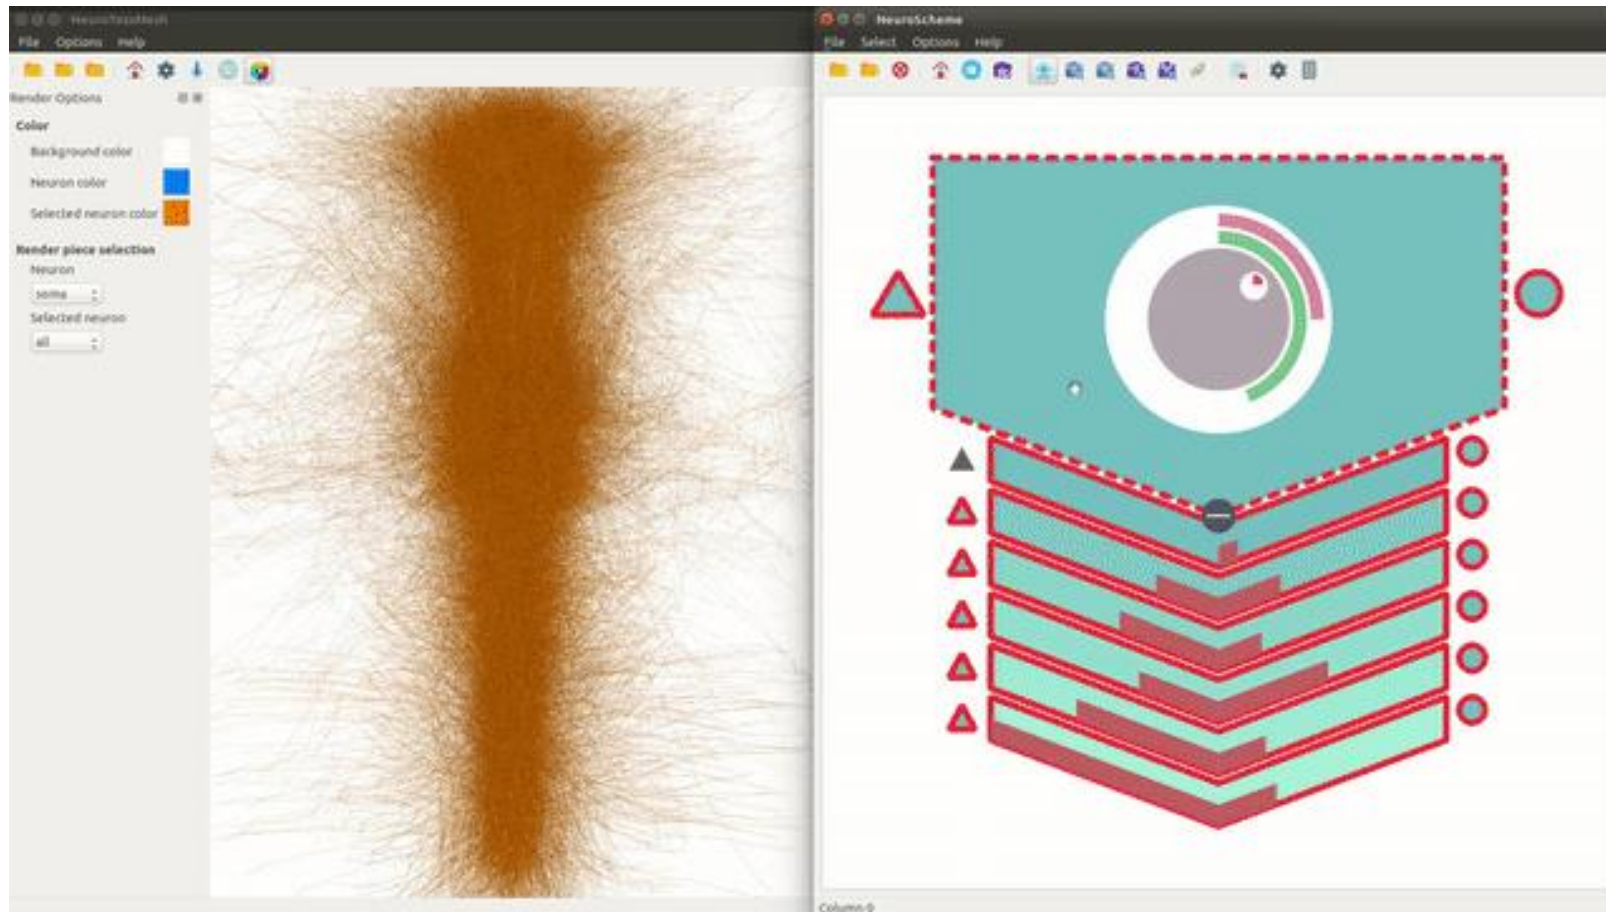 NeuroTessMesh
File Options Help
Render Options
Color
Background color
Neuron color
Selected neuron color
Render piece selection
Neuron
soma
Selected neuron
all
NeuroScheme
File Select Options Help
Column 0